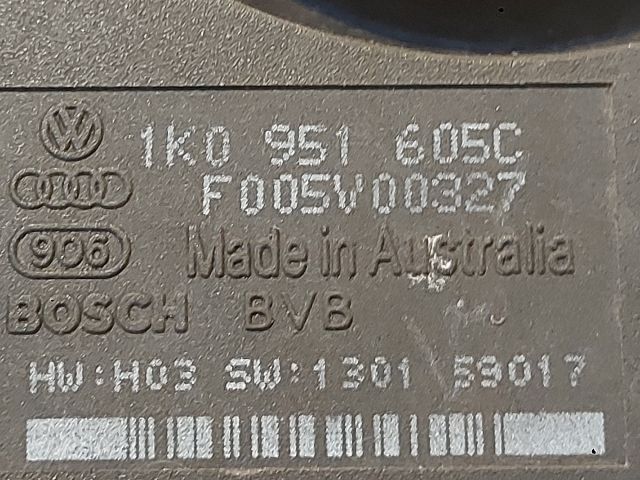 1K0 951 605C
F005V00327
906 Made in Australia
BOSCH BVB
HW:H03 SW:1301 59017